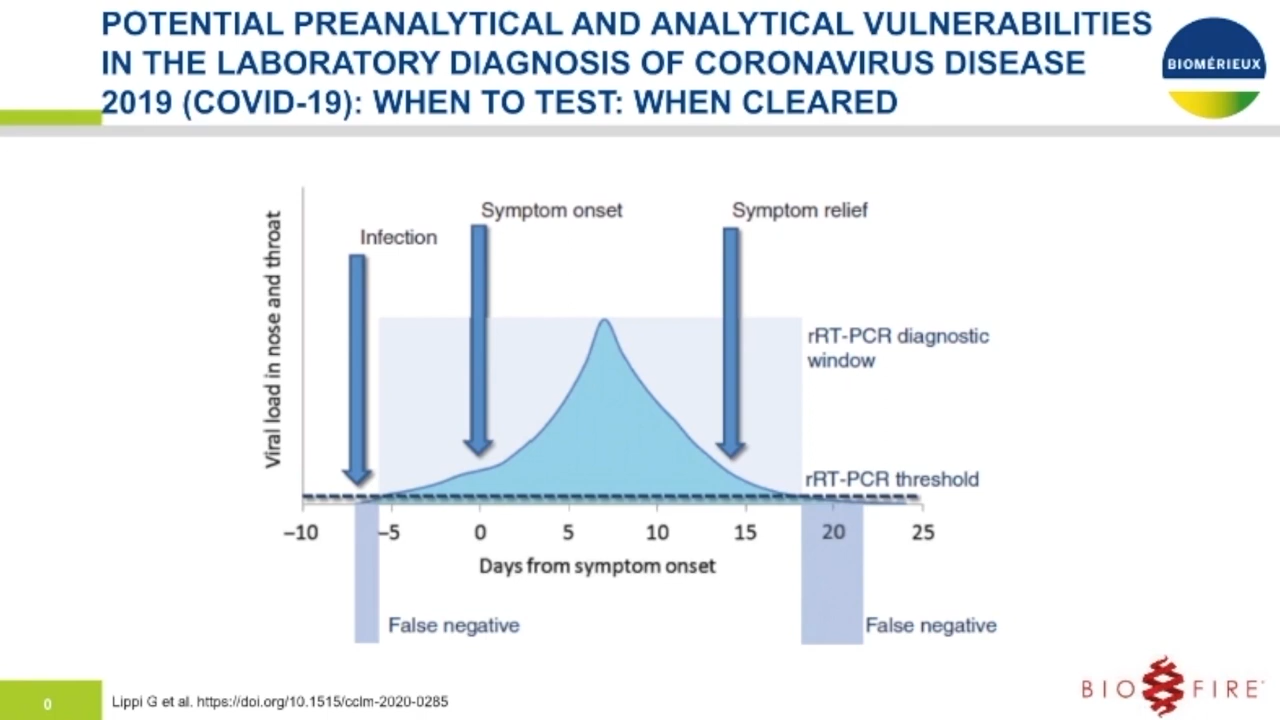 POTENTIAL PREANALYTICAL AND ANALYTICAL VULNERABILITIES
IN THE LABORATORY DIAGNOSIS OF CORONAVIRUS DISEASE
2019 (COVID-19): WHEN TO TEST: WHEN CLEARED
BIOMÉRIEUX
Viral load in nose and throat
Infection
Symptom onset
Symptom relief
rRT-PCR diagnostic
window
rRT-PCR threshold
–10 –5 0 5 10 15 20 25
Days from symptom onset
False negative
False negative
0
Lippi G et al. https://doi.org/10.1515/cclm-2020-0285
BIO FIRE